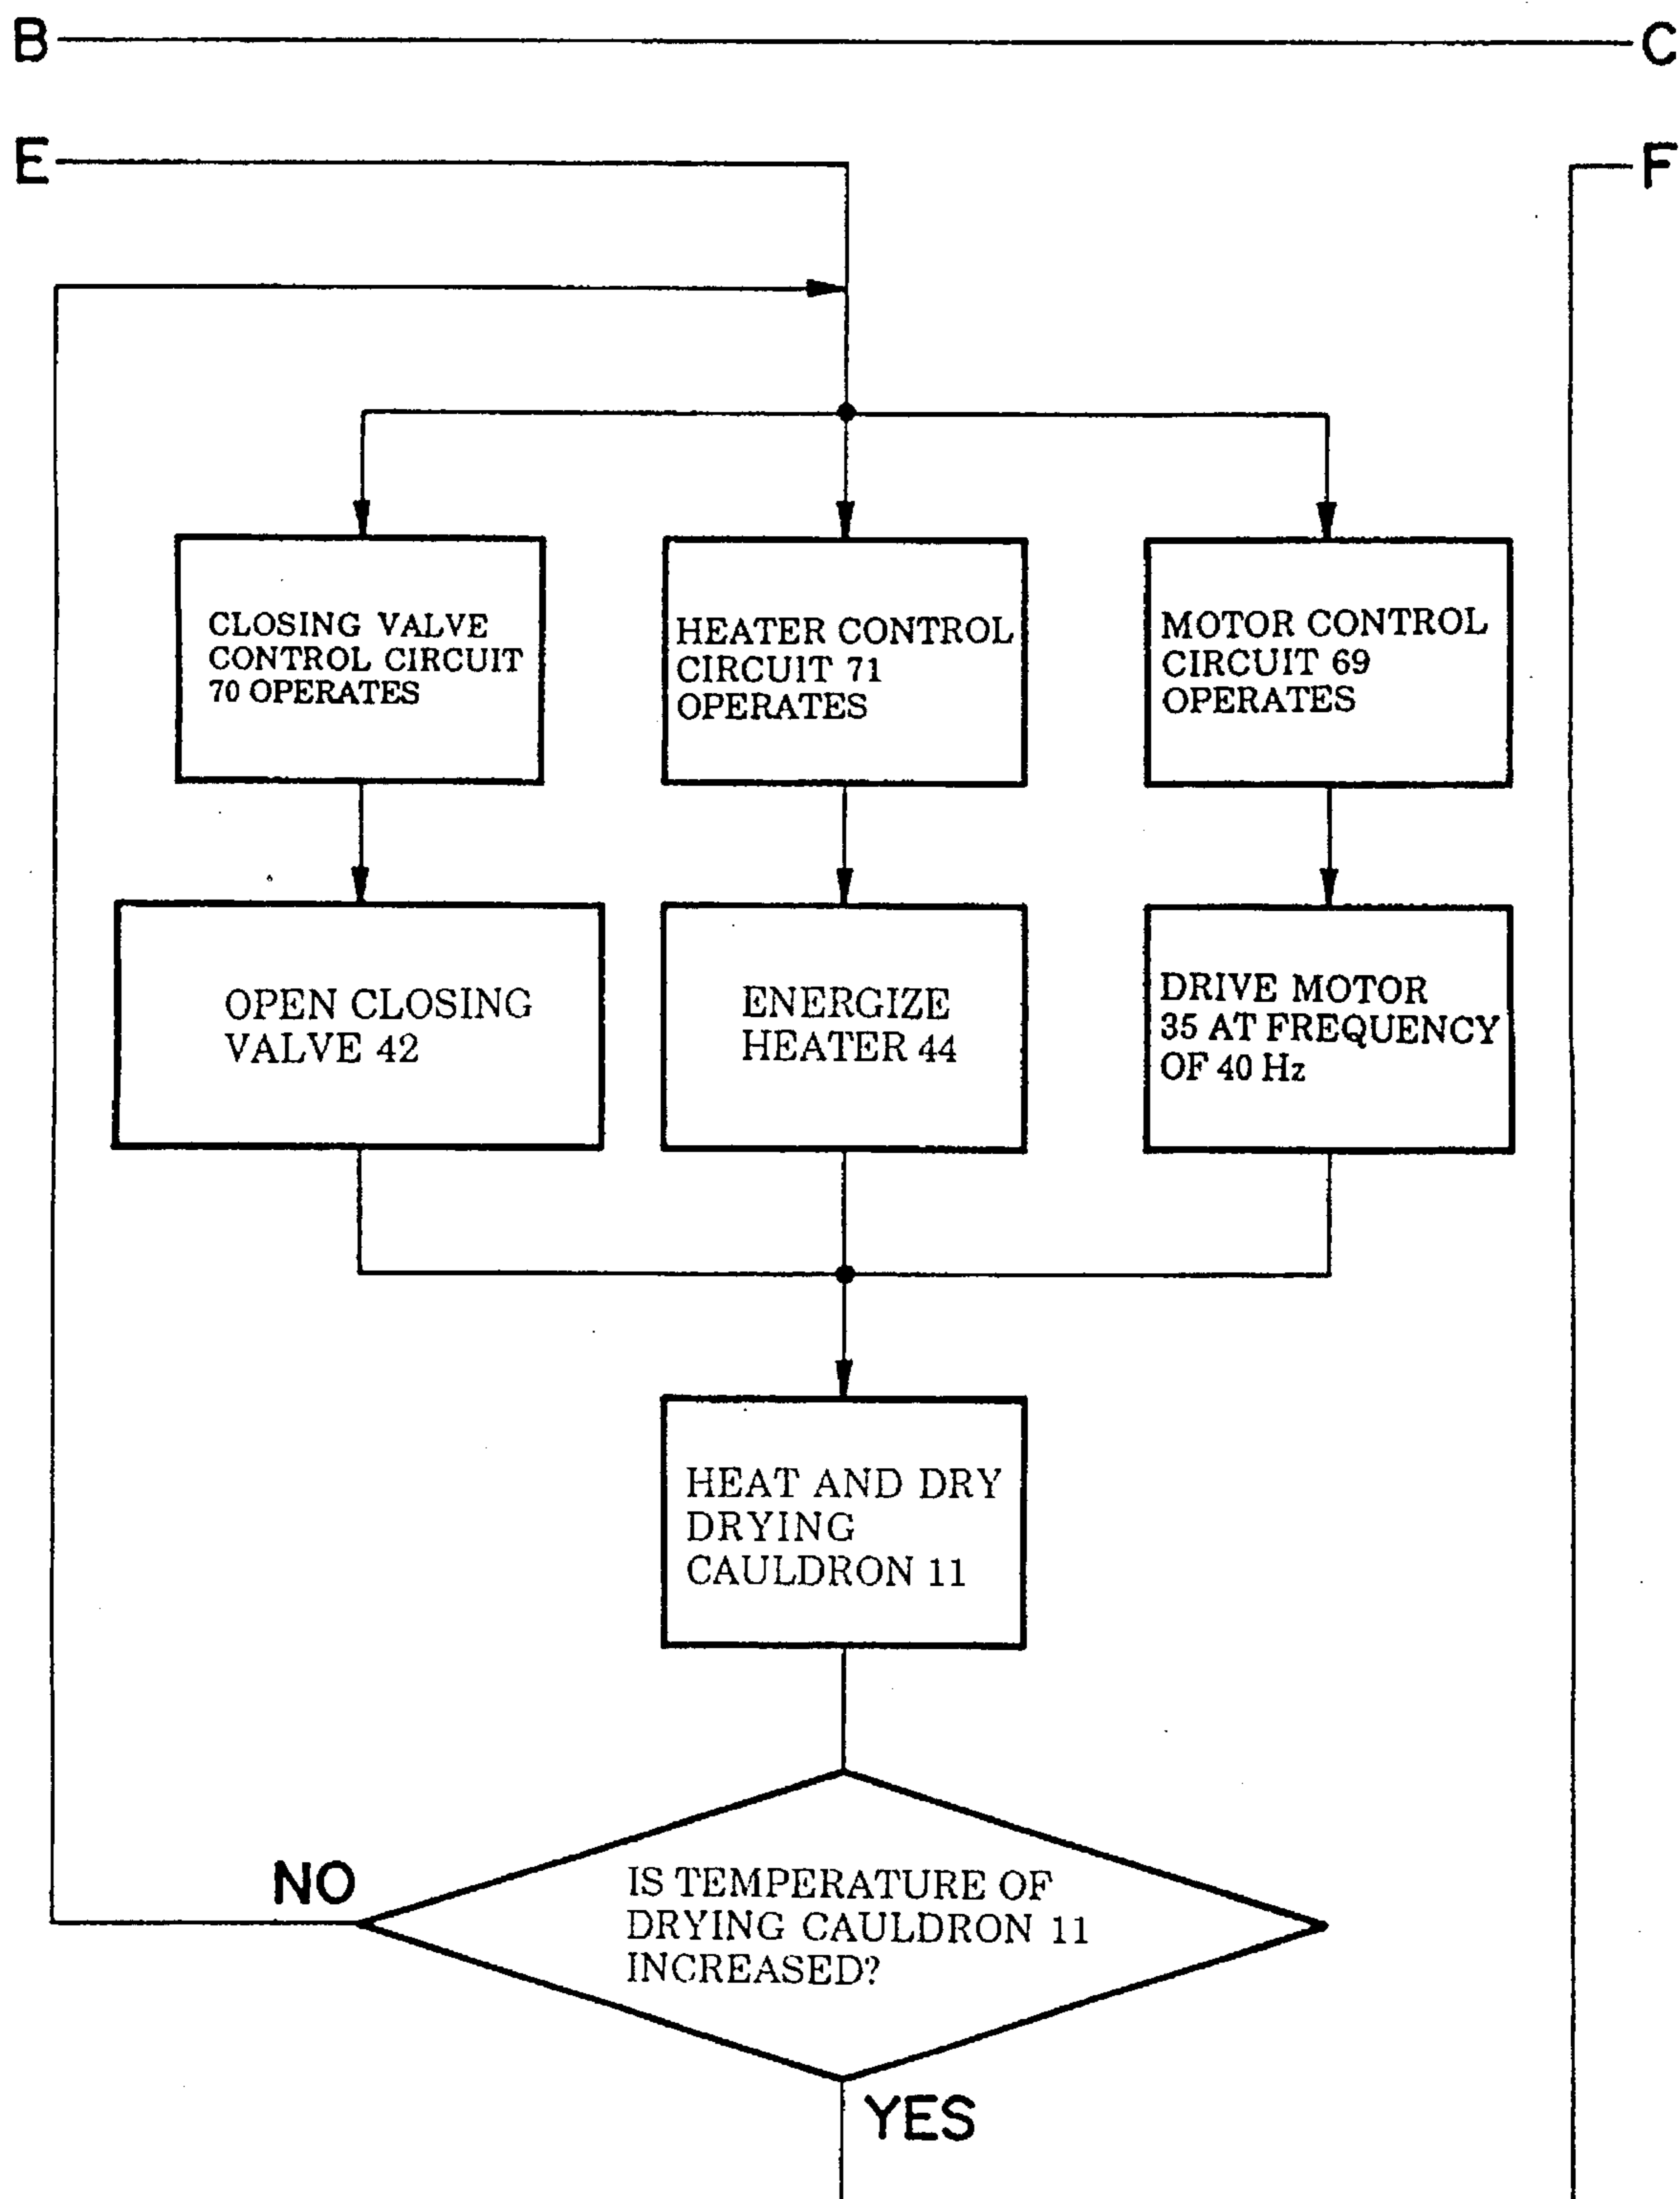 B
C
E
F
CLOSING VALVE
CONTROL CIRCUIT
70 OPERATES
HEATER CONTROL
CIRCUIT 71
OPERATES
MOTOR CONTROL
CIRCUIT 69
OPERATES
OPEN CLOSING
VALVE 42
ENERGIZE
HEATER 44
DRIVE MOTOR
35 AT FREQUENCY
OF 40 Hz
HEAT AND DRY
DRYING
CAULDRON 11
NO
IS TEMPERATURE OF
DRYING CAULDRON 11
INCREASED?
YES